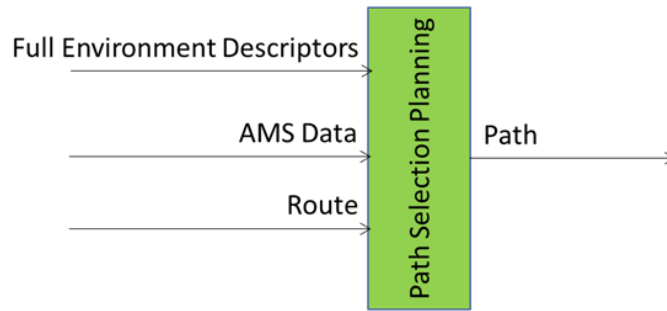 Full Environment Descriptors
AMS Data
Route
Path Selection Planning
Path